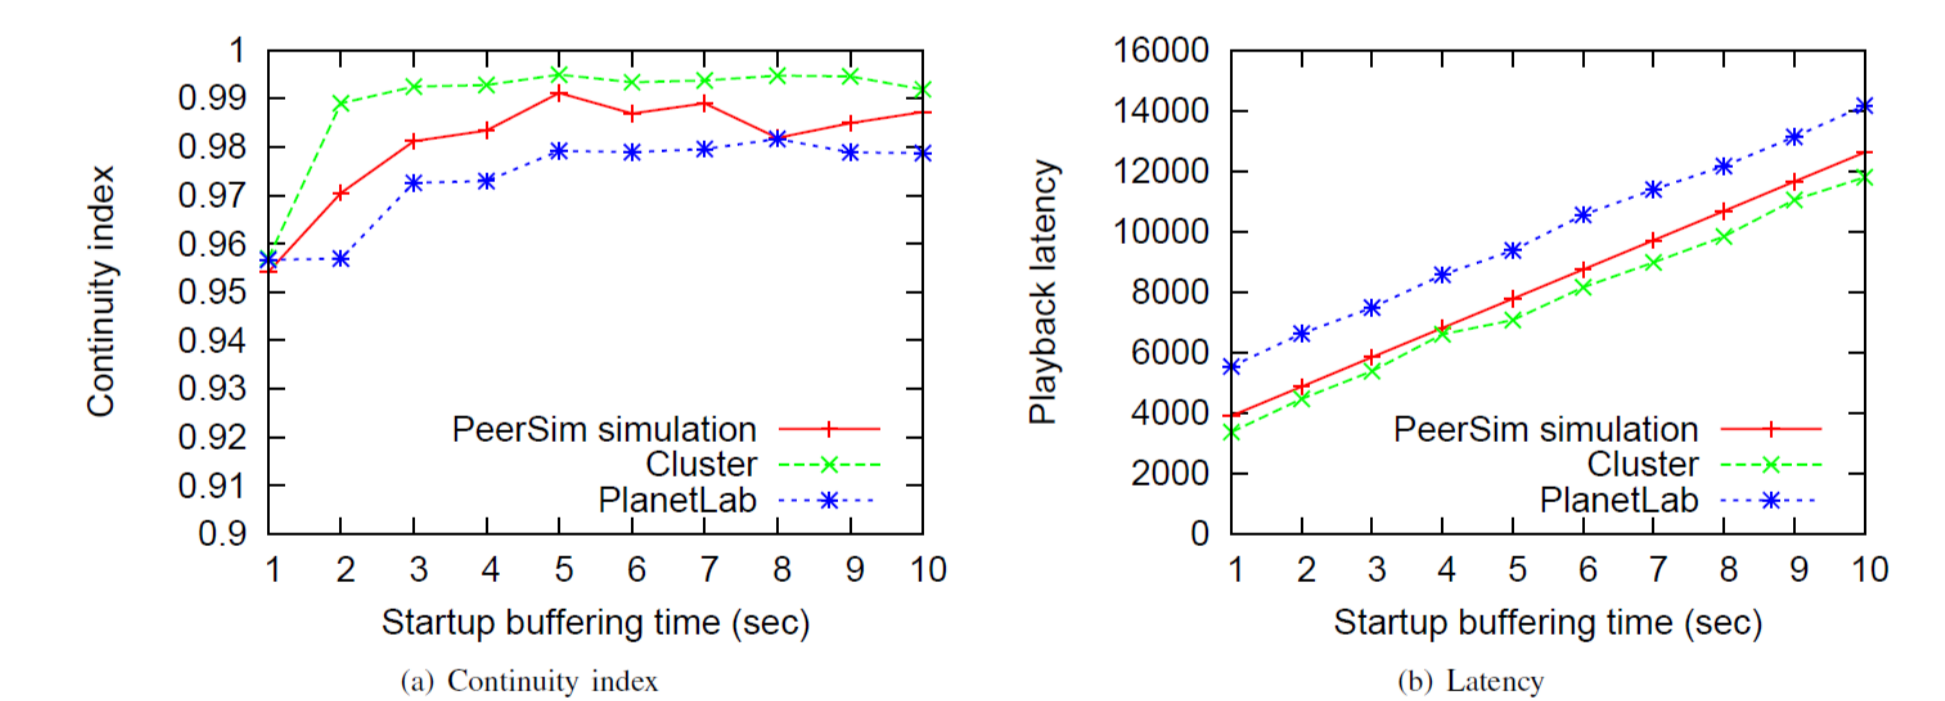 1
0.99
0.98
0.97
0.96
0.95
0.94
0.93
0.92
0.91
0.9
Continuity index
PeerSim simulation
Cluster
PlanetLab
1 2 3 4 5 6 7 8 9 10
Startup buffering time (sec)
(a) Continuity index
16000
14000
12000
10000
8000
6000
4000
2000
0
Playback latency
PeerSim simulation
Cluster
PlanetLab
1 2 3 4 5 6 7 8 9 10
Startup buffering time (sec)
(b) Latency